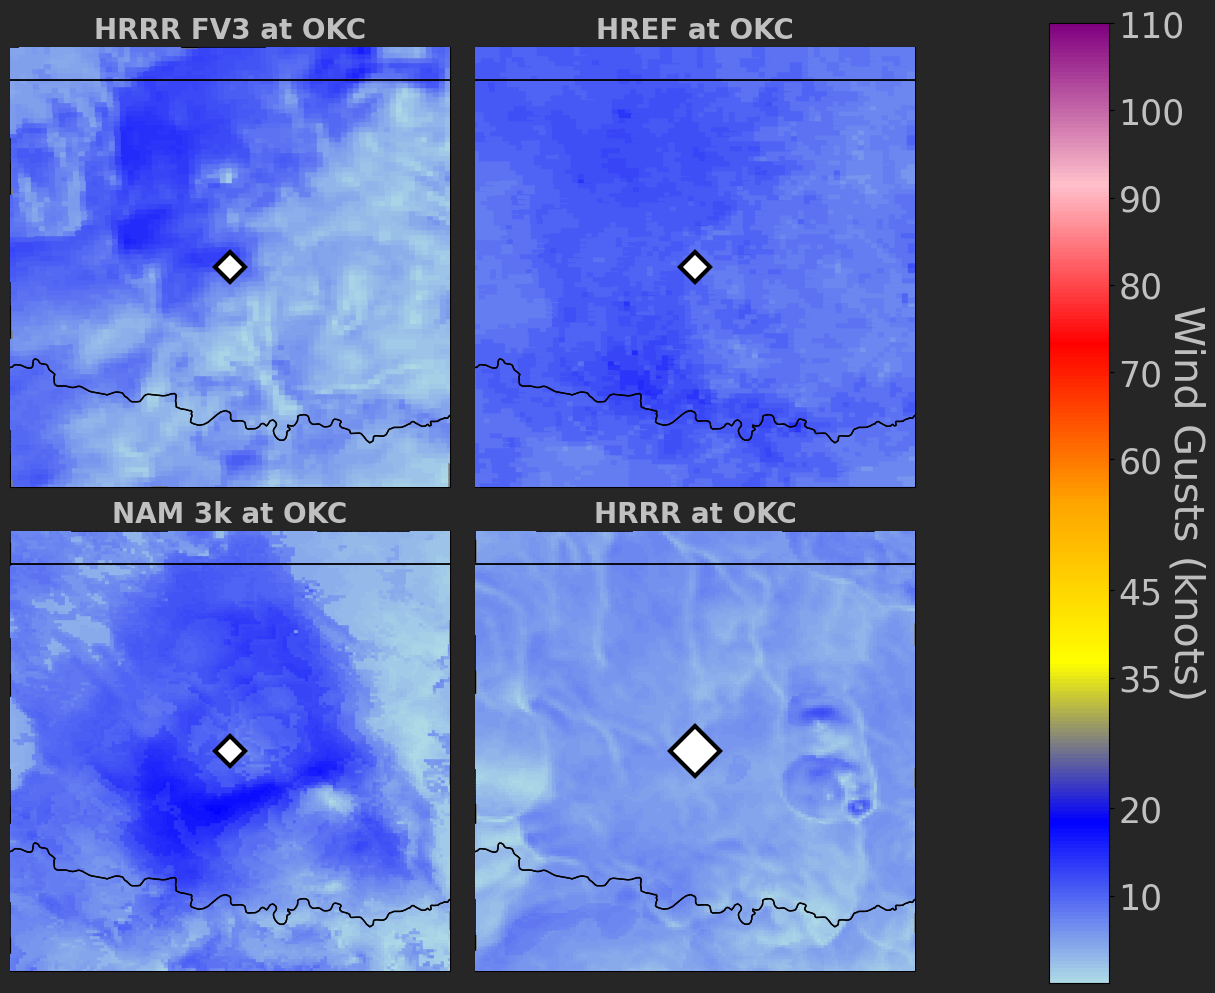 HRRR FV3 at OKC
HREF at OKC
NAM 3k at OKC
HRRR at OKC
110
100
90
80
70
60
45
35
20
10
Wind Gusts (knots)